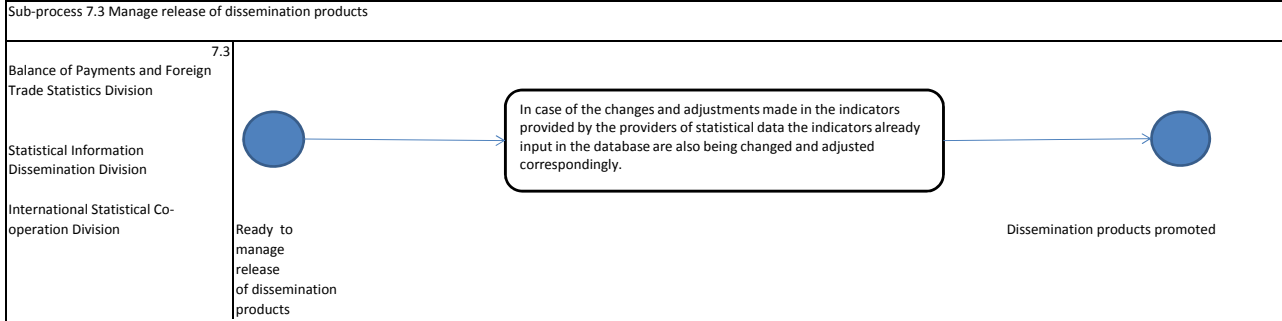 Sub-process 7.3 Manage release of dissemination products
7.3
Balance of Payments and Foreign
Trade Statistics Division
Statistical Information
Dissemination Division
International Statistical Co-
operation Division
In case of the changes and adjustments made in the indicators
provided by the providers of statistical data the indicators already
input in the database are also being changed and adjusted
correspondingly.
Ready to
manage
release
of dissemination
products
Dissemination products promoted